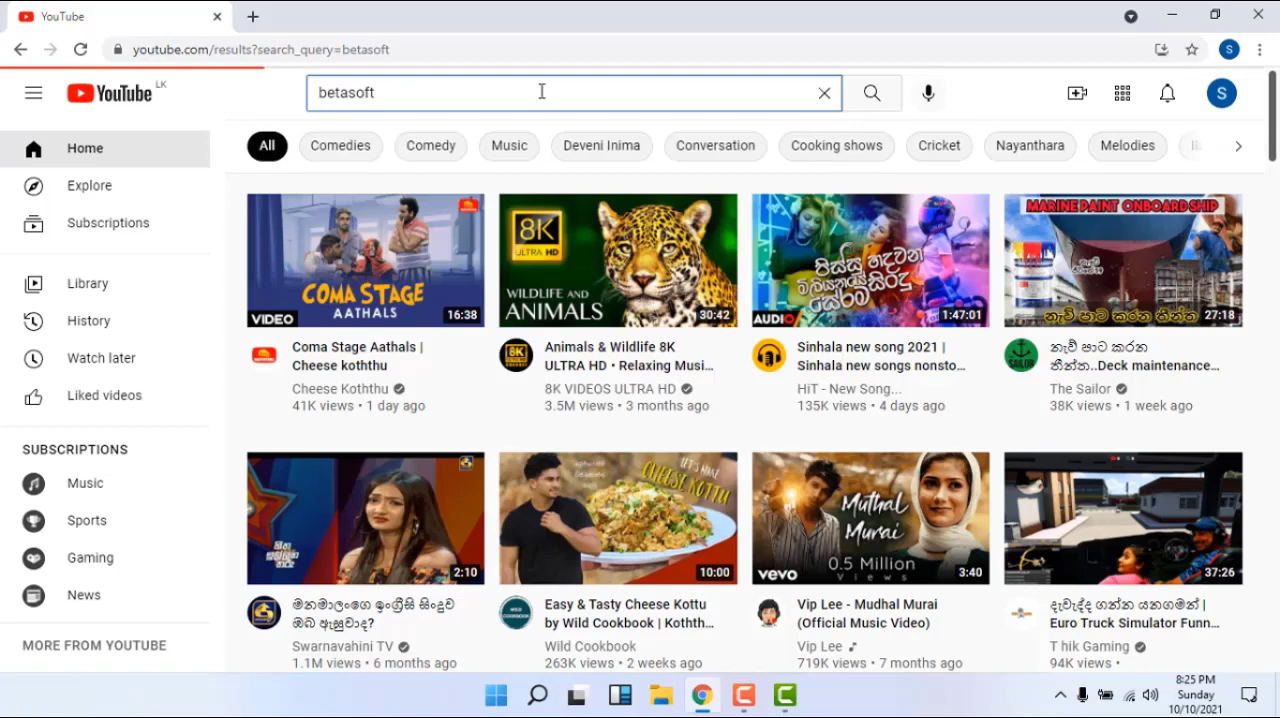 YouTube
youtube.com/results?search_query=betasoft
S
YouTube LK
betasoft
S
Home
Explore
Subscriptions
Library
History
Watch later
Liked videos
SUBSCRIPTIONS
Music
Sports
Gaming
News
MORE FROM YOUTUBE
All
Comedies
Comedy
Music
Deveni Inima
Conversation
Cooking shows
Cricket
Nayanthara
Melodies
COMA STAGE
AATHALS
VIDEO
16:38
Coma Stage Aathals |
Cheese koththu
Cheese Koththu
41K views • 1 day ago
8K
ULTRA HD
WILDLIFE AND
ANIMALS
30:42
8K
Animals & Wildlife 8K
ULTRA HD • Relaxing Musi...
8K VIDEOS ULTRA HD
3.5M views • 3 months ago
AUDIO
1:47:01
Sinhala new song 2021 |
Sinhala new songs nonsto...
HiT - New Song...
135K views • 4 days ago
MARINE PAINT ONBOARD SHIP
නැව් පාට කරන තීන්ත
27:18
SAILOR
නැව් පාට කරන
තීන්ත..Deck maintenance...
The Sailor
38K views • 1 week ago
2:10
මනමාලංගෙ ඉංග්‍රීසි සිංදුව
ඔබ ඇසුවාද?
Swarnavahini TV
1.1M views • 6 months ago
LET'S MAKE
CHEESE KOTTU
10:00
WILD
COOKBOOK
Easy & Tasty Cheese Kottu
by Wild Cookbook | Kothth...
Wild Cookbook
263K views • 2 weeks ago
Muthal
Murai
0.5 Million
Views
vevo
3:40
Vip Lee - Mudhal Murai
(Official Music Video)
Vip Lee
719K views • 7 months ago
37:26
දැවැද්ද ගන්න යනගමන් |
Euro Truck Simulator Funn...
T hik Gaming
94K views •
8:25 PM
Sunday
10/10/2021